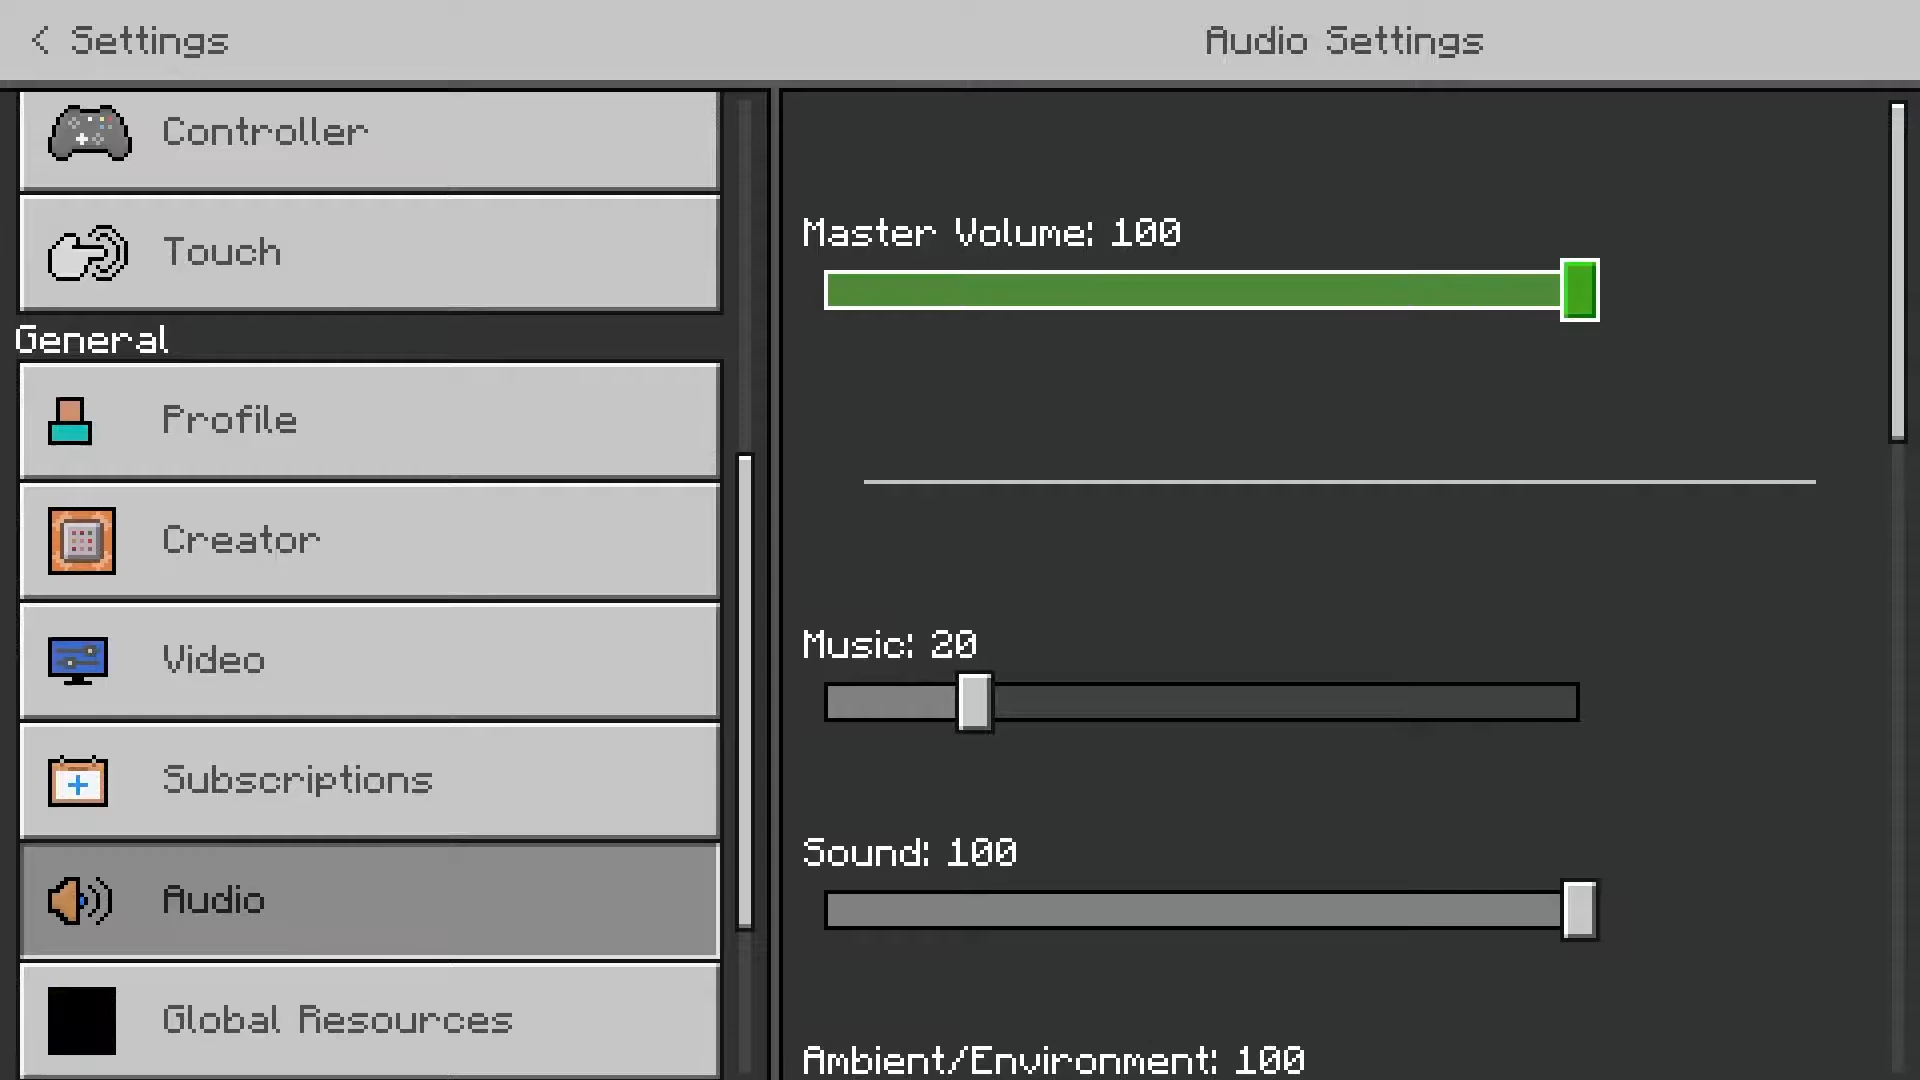 Settings
Audio Settings
Controller
Touch
General
Profile
Creator
Video
Subscriptions
Audio
Global Resources
Master Volume: 100
Music: 20
Sound: 100
Ambient/Environment: 100